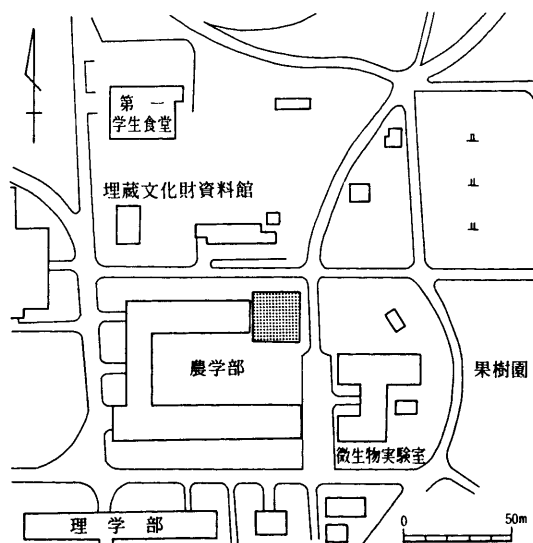 第一
学生食堂
埋蔵文化財資料館
農学部
果樹園
微生物実験室
理学部
0 50m